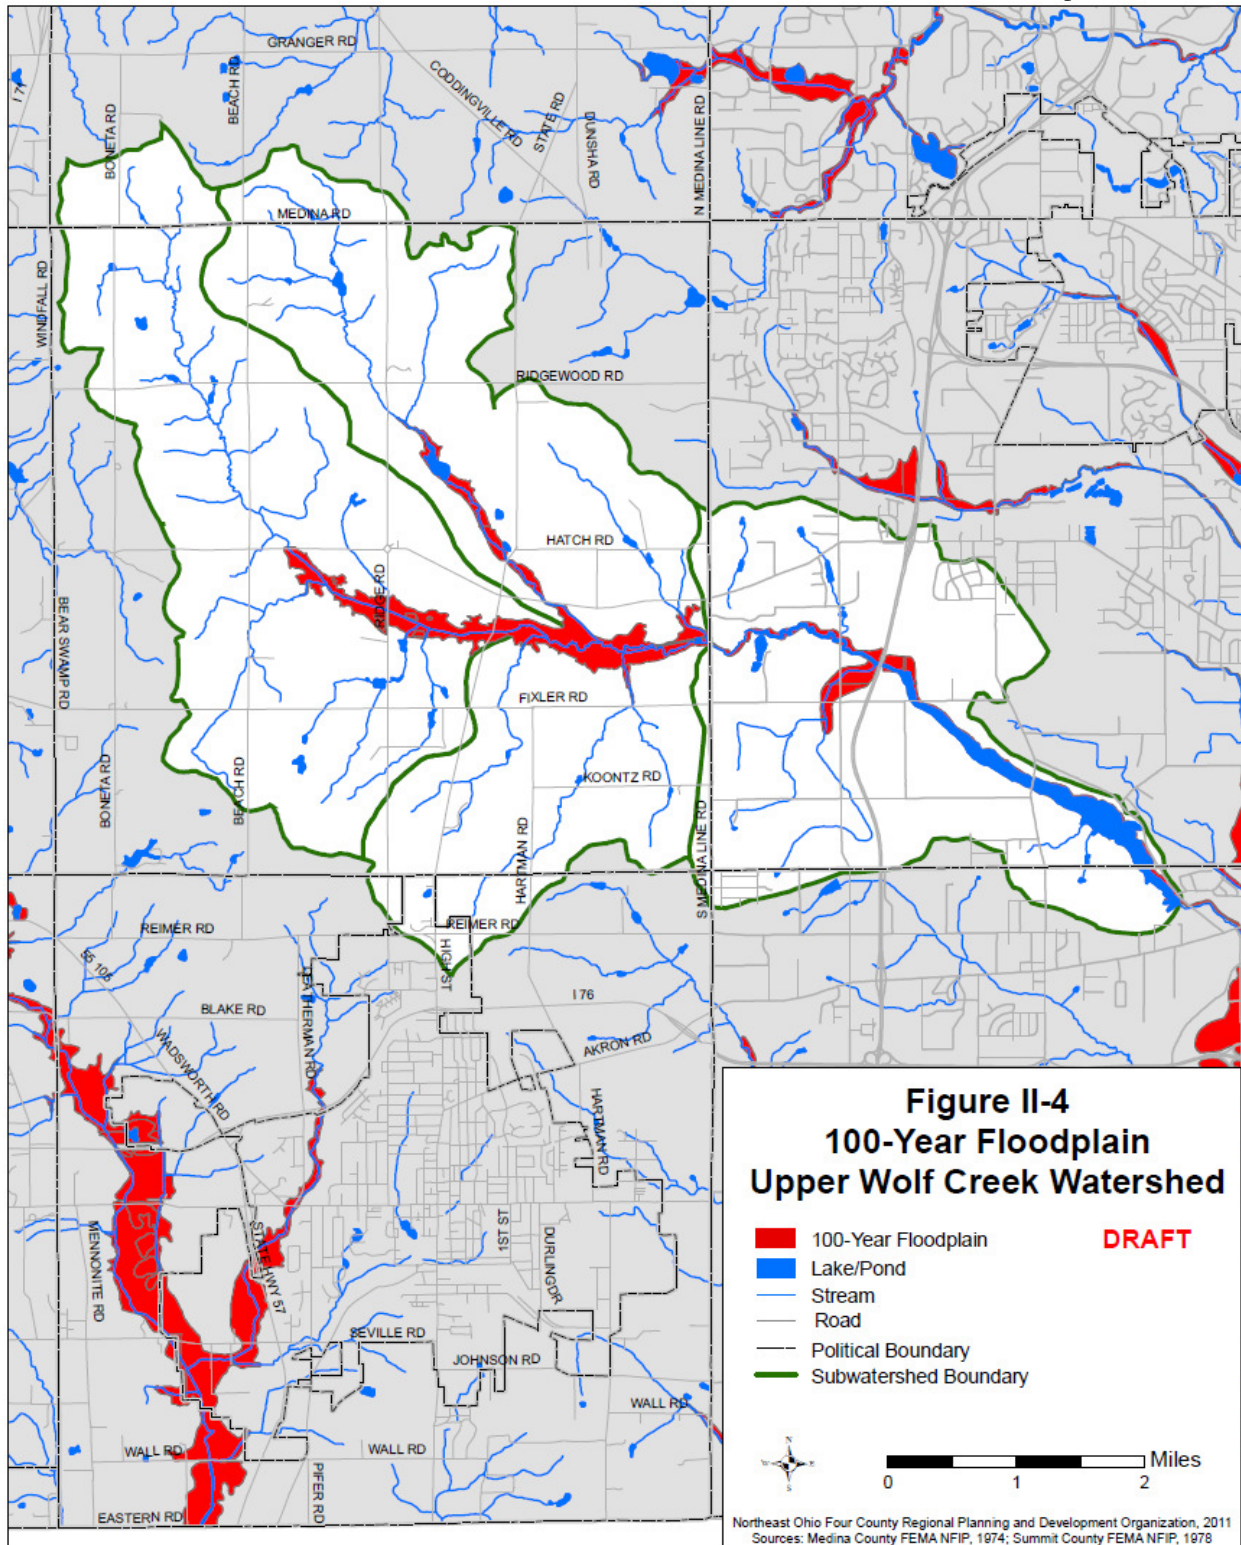 GRANGER RD
CODDINGVILLE RD
STATE RD
DUNSHA RD
BEACH RD
BONETA RD
N MEDINA LINE RD
MEDINA RD
WINDFALL RD
RIDGEWOOD RD
HATCH RD
RIDGE RD
BEAR SWAMP RD
FIXLER RD
KOONTZ RD
BONETA RD
BEACH RD
HARTMAN RD
S MEDINA LINE RD
REIMER RD
REIMER RD
HIGH ST
LEATHERMAN RD
I 76
BLAKE RD
WADSWORTH RD
AKRON RD
HARTMAN RD
MENNONITE RD
STATE HWY 57
1ST ST
DURLING DR
SEVILLE RD
JOHNSON RD
WALL RD
WALL RD
WALL RD
PIFER RD
EASTERN RD
Figure II-4
100-Year Floodplain
Upper Wolf Creek Watershed
DRAFT
100-Year Floodplain
Lake/Pond
Stream
Road
Political Boundary
Subwatershed Boundary
N
W
E
S
Miles
0
1
2
Northeast Ohio Four County Regional Planning and Development Organization, 2011
Sources: Medina County FEMA NFIP, 1974; Summit County FEMA NFIP, 1978